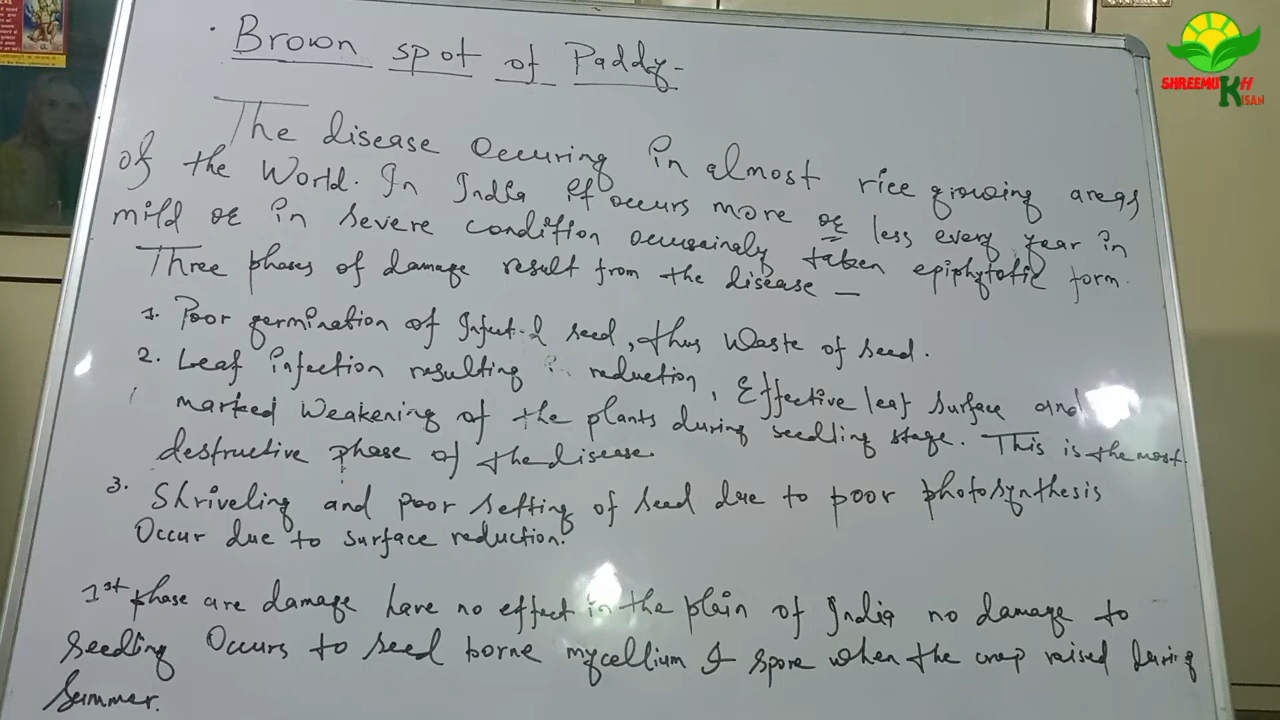 Brown spot of Paddy-
The disease Occuring in almost rice growing areas
of the World. In India it occurs more or less every year in
mild or in severe condition occussainaly taken epiphytotic form.
Three phases of damage result from the disease —
1. Poor germination of Infected seed, thus Waste of seed.
2. Leaf infection resulting in reduction, Effective leaf surface and
marked Weakening of the plants during seedling stage. This is the most
destructive phase of the disease.
3. Shriveling and poor setting of seed due to poor photosynthesis
Occur due to surface reduction.
1st phase are damage have no effect in the plain of India no damage to
seedling Occurs to seed borne mycellium & spore when the crop raised during
Summer.
SHREEMUKH
KISAN